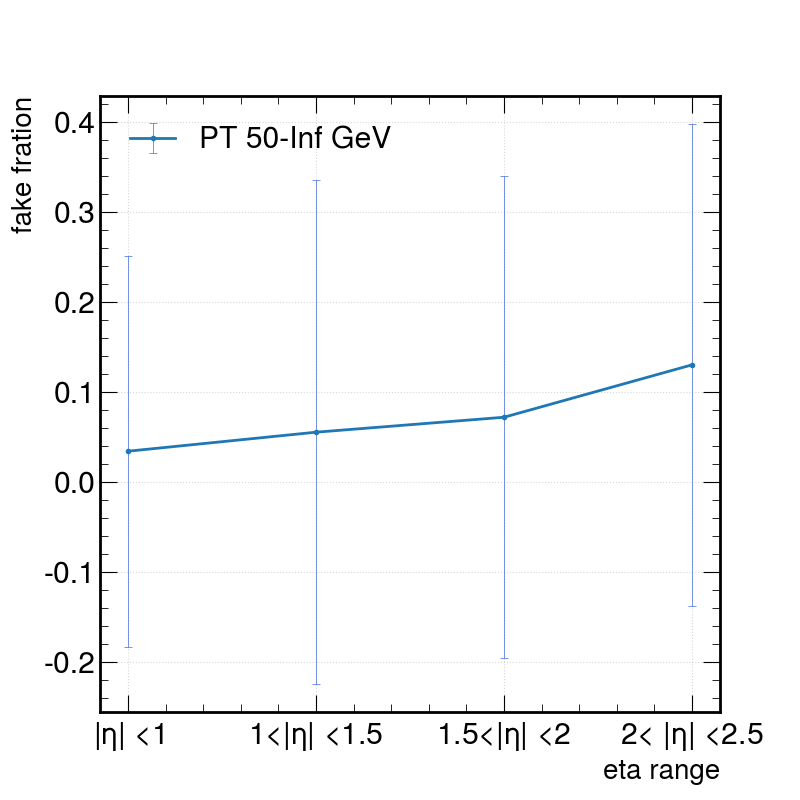 fake fration
PT 50-Inf GeV
0.4
0.3
0.2
0.1
0.0
-0.1
-0.2
|η| <1
1<|η| <1.5
1.5<|η| <2
2< |η| <2.5
eta range